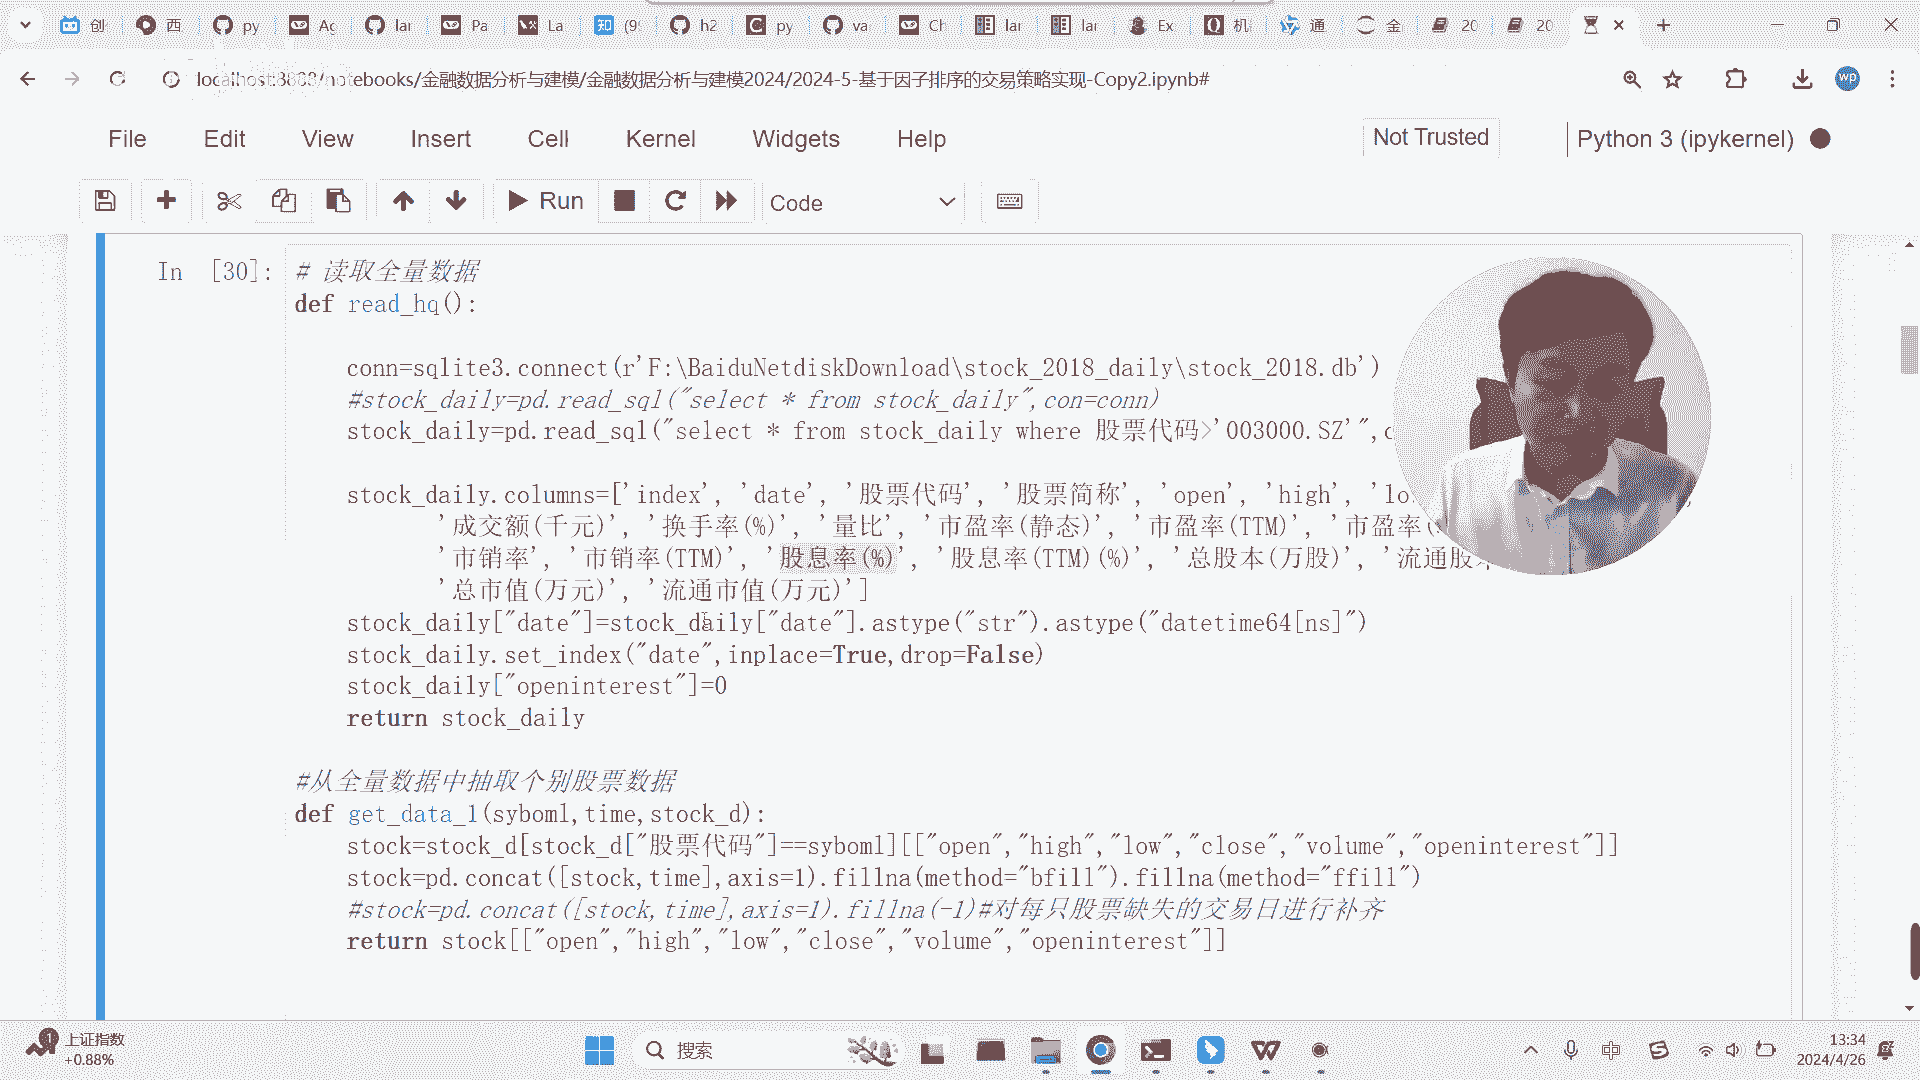 创
西
py
Ag
lar
Pa
La
知 (9
h2
py
va
Ch
lar
lar
Ex
机
通
金
20
20
localhost:8888/notebooks/金融数据分析与建模/金融数据分析与建模2024/2024-5-基于因子排序的交易策略实现-Copy2.ipynb#
wp
File Edit View Insert Cell Kernel Widgets Help
Not Trusted
Python 3 (ipykernel)
Run
Code
In [30]:
# 读取全量数据
def read_hq():
conn=sqlite3.connect(r'F:\BaiduNetdiskDownload\stock_2018_daily\stock_2018.db')
#stock_daily=pd.read_sql("select * from stock_daily",con=conn)
stock_daily=pd.read_sql("select * from stock_daily where 股票代码>'003000.SZ'",c
stock_daily.columns=['index', 'date', '股票代码', '股票简称', 'open', 'high', 'lo
'成交额(千元)', '换手率(%)', '量比', '市盈率(静态)', '市盈率(TTM)', '市盈率(
'市销率', '市销率(TTM)', '股息率(%)', '股息率(TTM)(%)', '总股本(万股)', '流通股本
'总市值(万元)', '流通市值(万元)']
stock_daily["date"]=stock_daily["date"].astype("str").astype("datetime64[ns]")
stock_daily.set_index("date",inplace=True,drop=False)
stock_daily["openinterest"]=0
return stock_daily
#从全量数据中抽取个别股票数据
def get_data_1(syboml,time,stock_d):
stock=stock_d[stock_d["股票代码"]==syboml][["open","high","low","close","volume","openinterest"]]
stock=pd.concat([stock,time],axis=1).fillna(method="bfill").fillna(method="ffill")
#stock=pd.concat([stock,time],axis=1).fillna(-1)#对每只股票缺失的交易日进行补齐
return stock[["open","high","low","close","volume","openinterest"]]
1
上证指数
+0.88%
搜索
中
13:34
2024/4/26